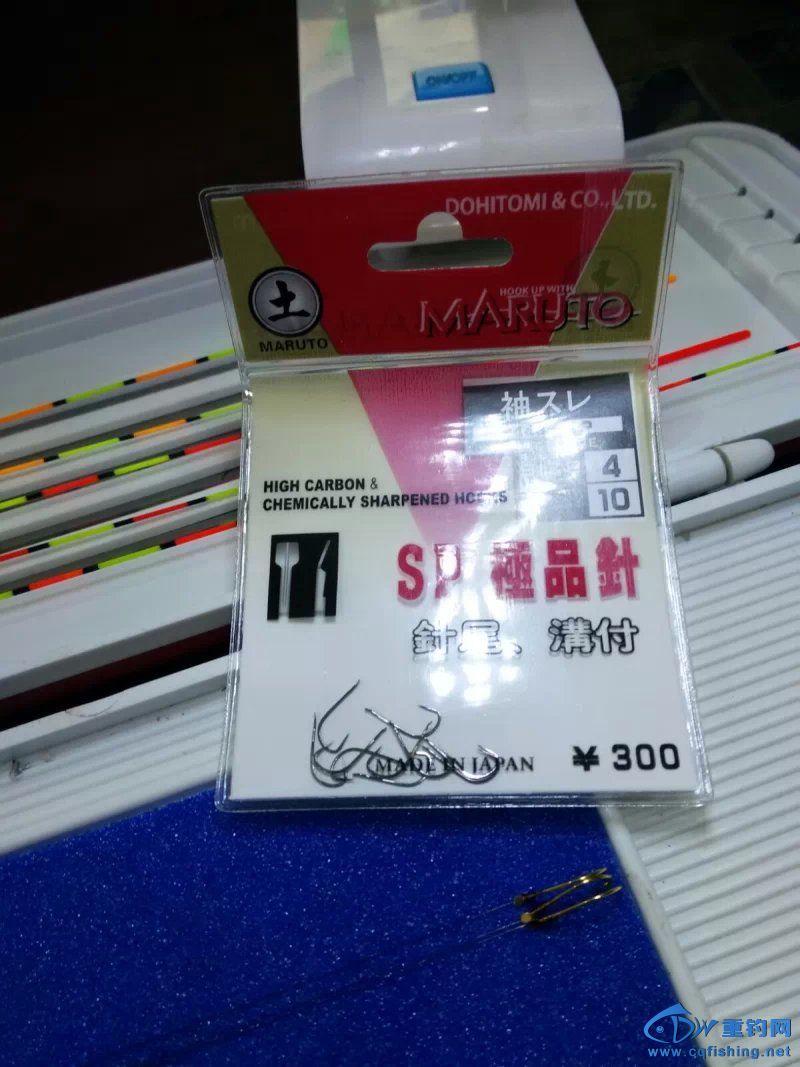 ON/OFF
DOHITOMI & CO.,LTD.
HOOK UP WITH
MARUTO
土
MARUTO
袖スレ
4
10
HIGH CARBON &
CHEMICALLY SHARPENED HOOKS
SP 極品針
針尾、溝付
MADE IN JAPAN
¥ 300
重钓网
www.cqfishing.net